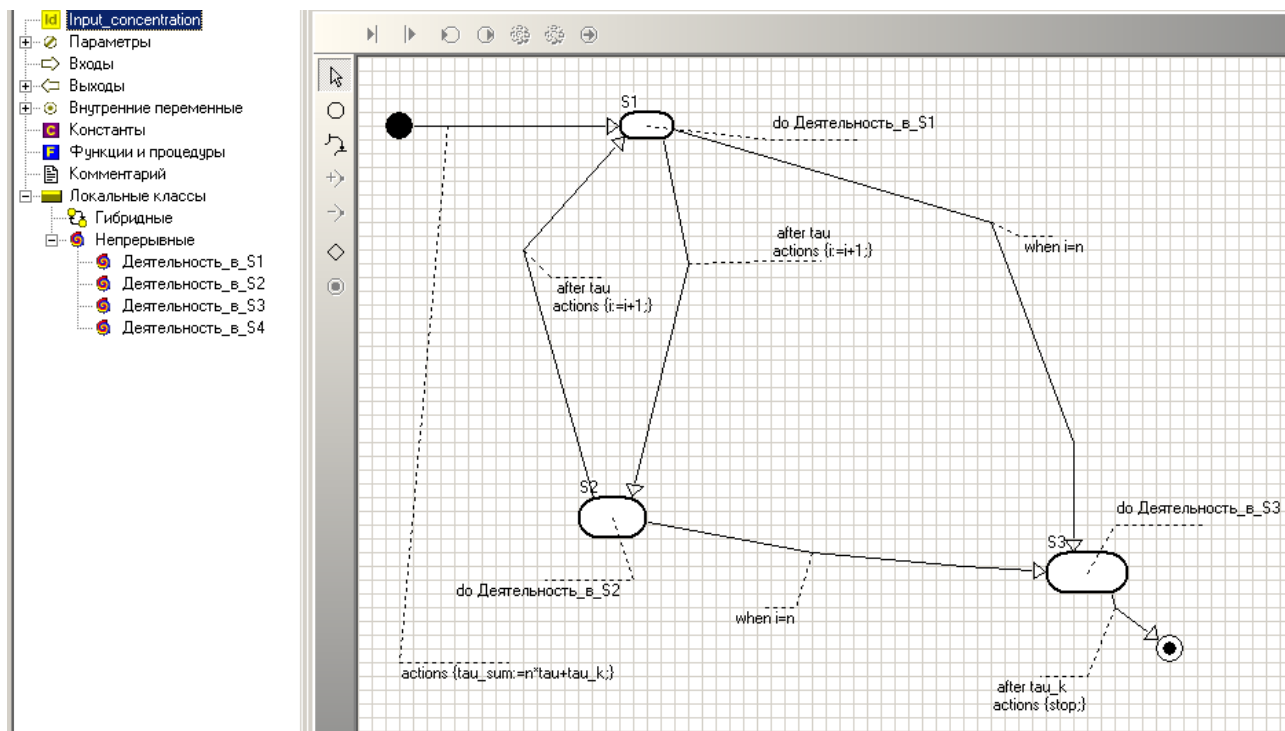 Id Input_concentration
Параметры
Входы
Выходы
Внутренние переменные
C Константы
F Функции и процедуры
Комментарий
Локальные классы
Гибридные
Непрерывные
Деятельность_в_S1
Деятельность_в_S2
Деятельность_в_S3
Деятельность_в_S4
S1
do Деятельность_в_S1
after tau
actions {i:=i+1;}
when i=n
after tau
actions {i:=i+1;}
S2
do Деятельность_в_S3
S3
do Деятельность_в_S2
when i=n
actions {tau_sum:=n*tau+tau_k;}
after tau_k
actions {stop;}